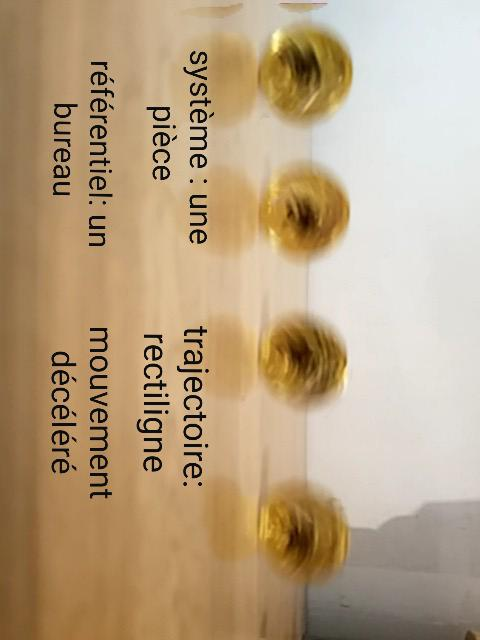 système : une
pièce
référentiel: un
bureau
trajectoire:
rectiligne
mouvement
décéléré